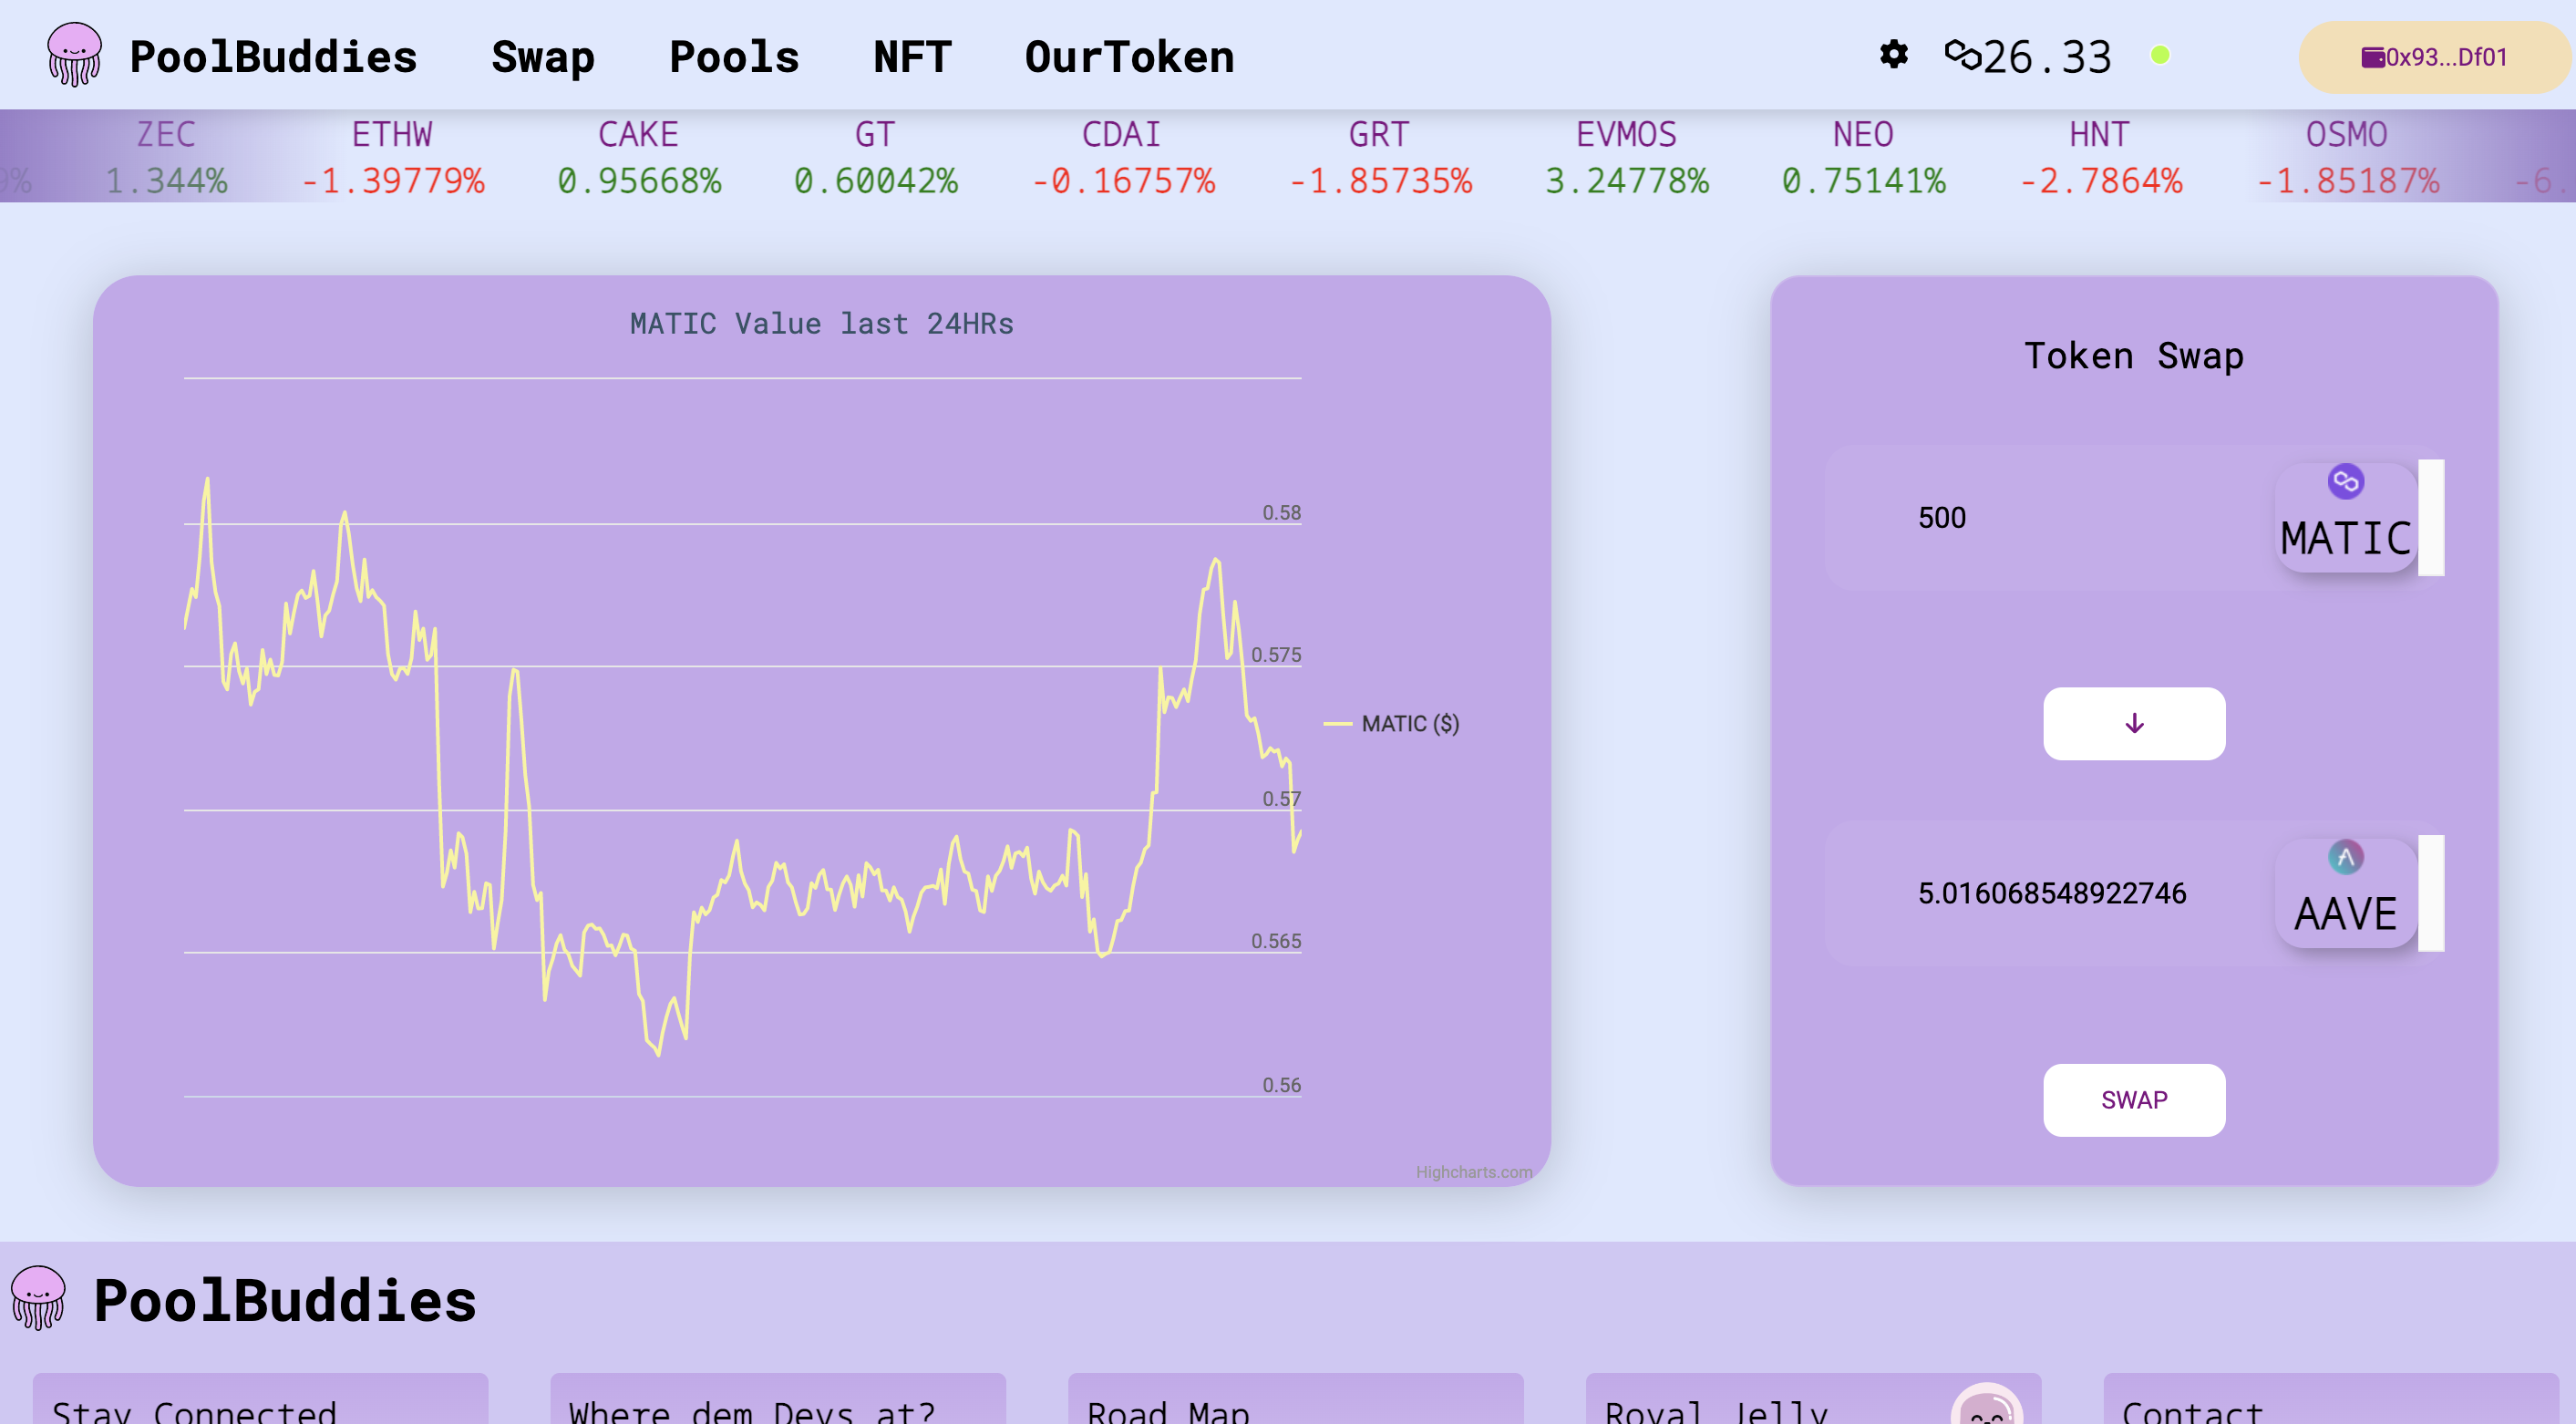 PoolBuddies Swap Pools NFT OurToken 26.33 0x93...Df01
ZEC ETHW CAKE GT CDAI GRT EVMOS NEO HNT OSMO
1.344% -1.39779% 0.95668% 0.60042% -0.16757% -1.85735% 3.24778% 0.75141% -2.7864% -1.85187%
MATIC Value last 24HRs
0.58
0.575
0.57
0.565
0.56
MATIC ($)
Highcharts.com
Token Swap
500
MATIC
5.016068548922746
AAVE
SWAP
PoolBuddies
Stay Connected
Where dem Devs at?
Road Map
Royal Jelly
Contact